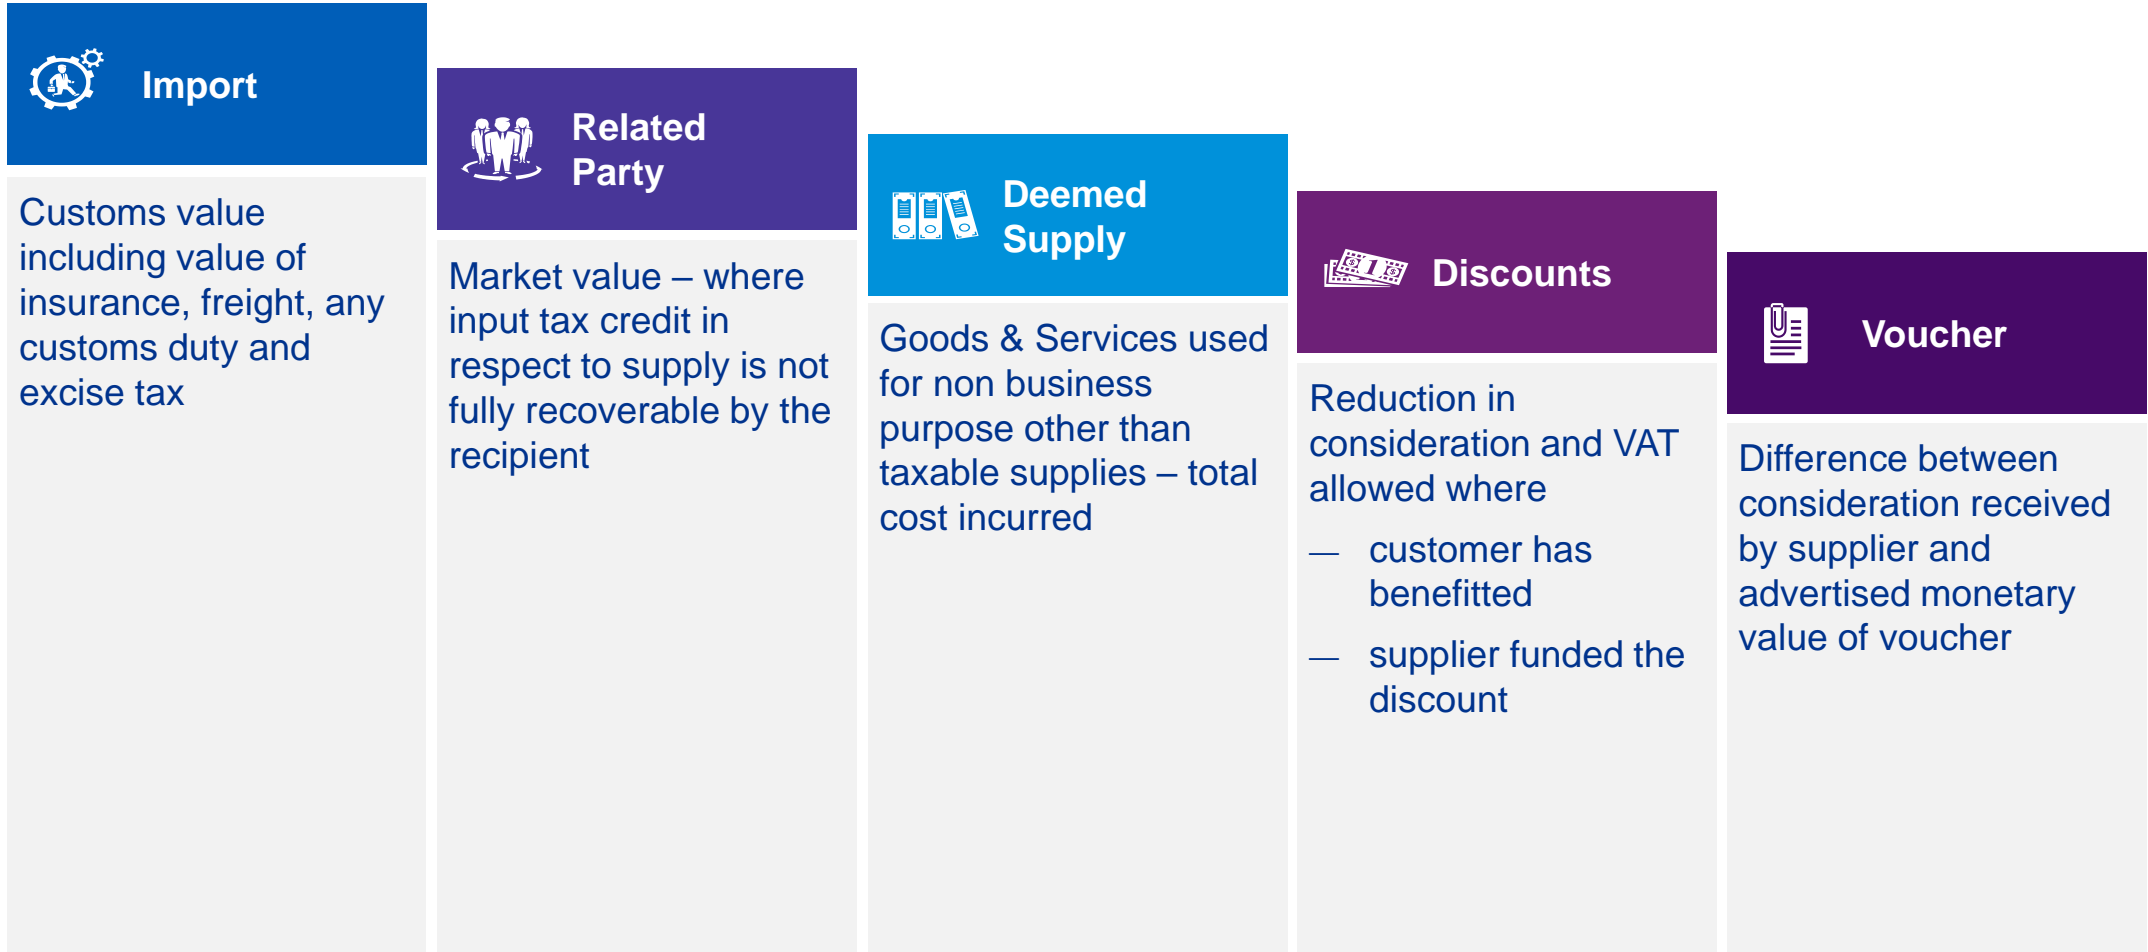 Import
Customs value
including value of
insurance, freight, any
customs duty and
excise tax
Related
Party
Market value – where
input tax credit in
respect to supply is not
fully recoverable by the
recipient
Deemed
Supply
Goods & Services used
for non business
purpose other than
taxable supplies – total
cost incurred
Discounts
Reduction in
consideration and VAT
allowed where
— customer has
benefitted
— supplier funded the
discount
Voucher
Difference between
consideration received
by supplier and
advertised monetary
value of voucher